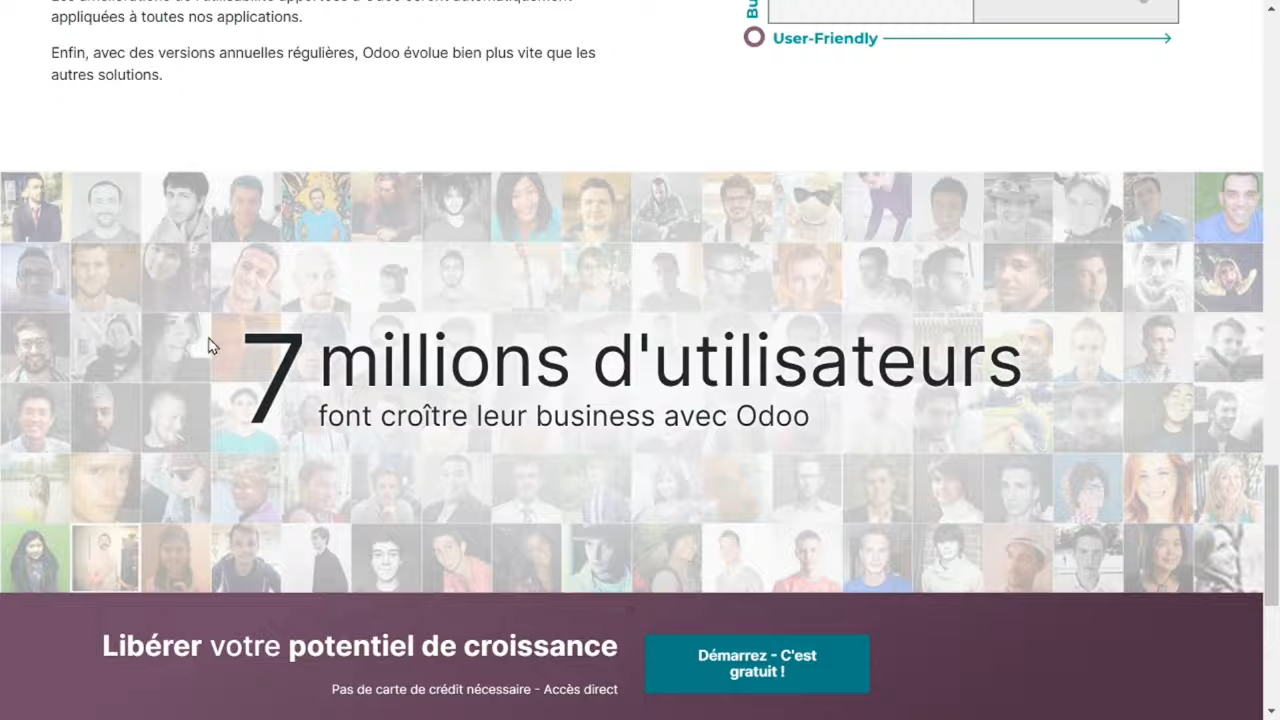 appliquées à toutes nos applications.
Enfin, avec des versions annuelles régulières, Odoo évolue bien plus vite que les
autres solutions.
User-Friendly
7 millions d'utilisateurs
font croître leur business avec Odoo
Libérer votre potentiel de croissance
Pas de carte de crédit nécessaire - Accès direct
Démarrez - C'est
gratuit !